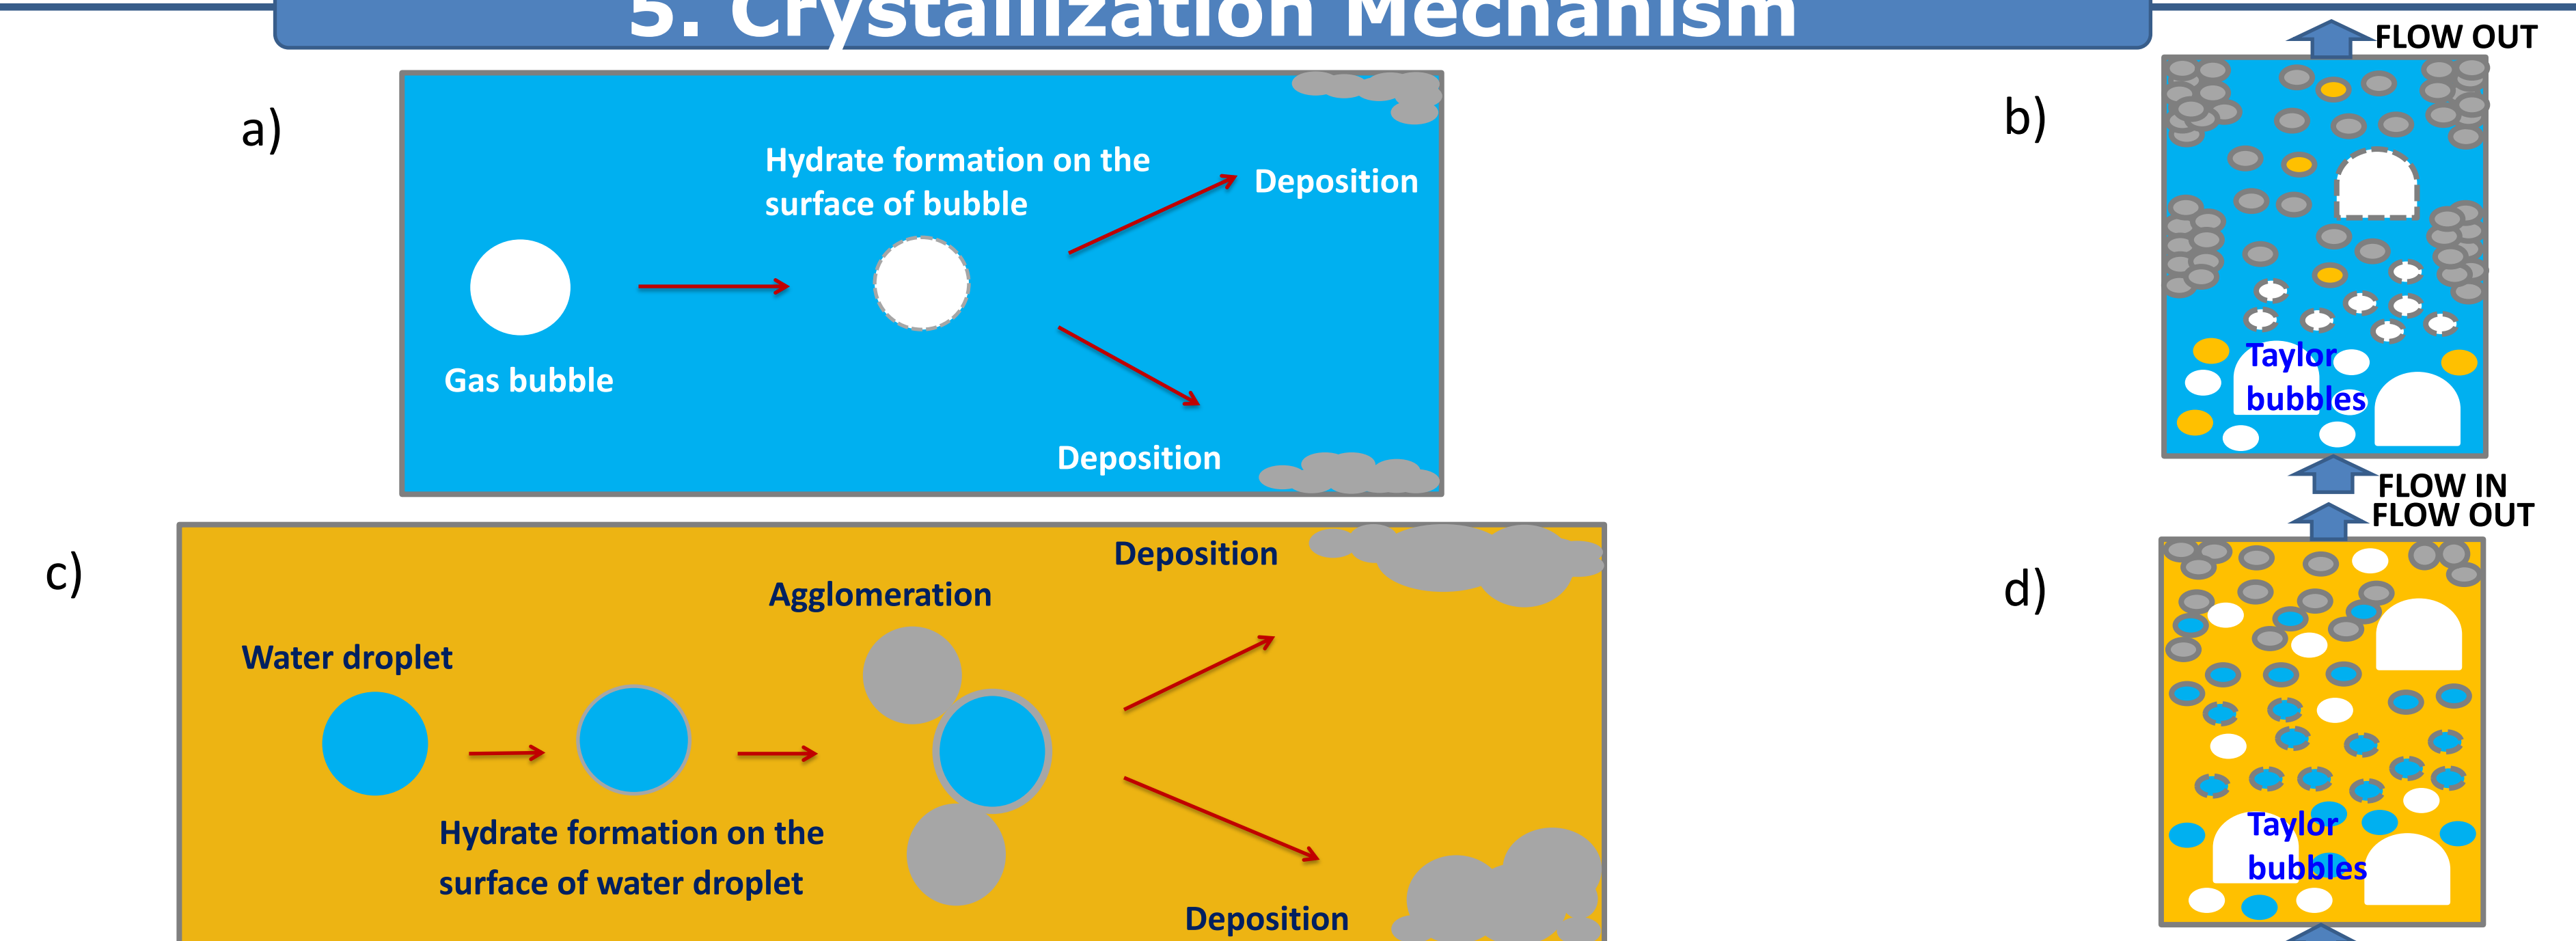 5. Crystallization Mechanism
a)
Hydrate formation on the
surface of bubble
Deposition
Gas bubble
Deposition
b)
FLOW OUT
Taylor
bubbles
FLOW IN
c)
Deposition
Agglomeration
Water droplet
Hydrate formation on the
surface of water droplet
Deposition
d)
FLOW OUT
Taylor
bubbles